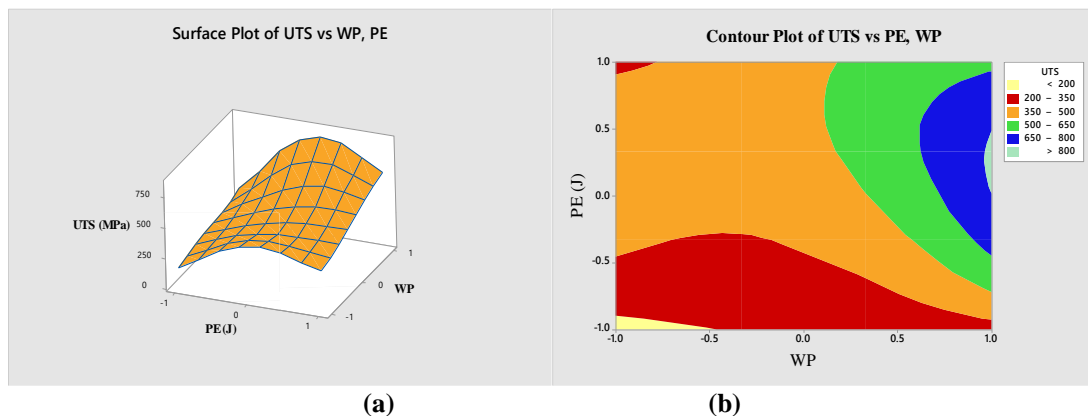 Surface Plot of UTS vs WP, PE
750
500
UTS (MPa)
250
0
-1
0
PE(J)
1
-1
0
WP
1
Contour Plot of UTS vs PE, WP
1.0
0.5
PE (J)
0.0
-0.5
-1.0
-1.0 -0.5 0.0 0.5 1.0
WP
UTS
< 200
200 – 350
350 – 500
500 – 650
650 – 800
> 800
(a) (b)